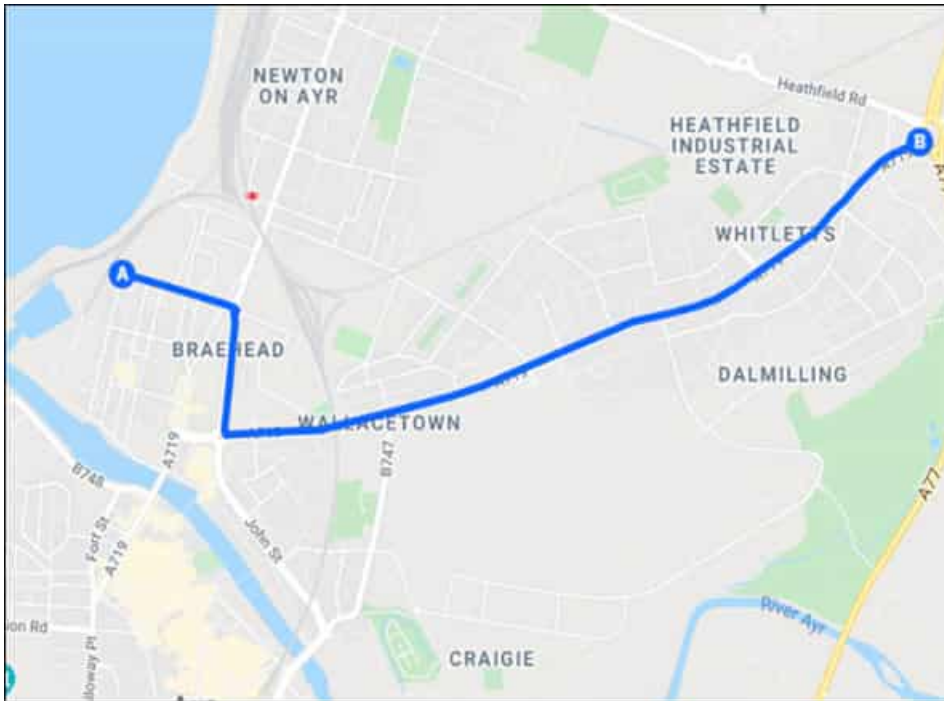 NEWTON
ON AYR
Heathfield Rd
HEATHFIELD
INDUSTRIAL
ESTATE
B
A719
WHITLETTS
A
BRAEHEAD
DALMILLING
WALLACETOWN
A719
B747
B748
A77
Fort St
A719
John St
River Ayr
CRAIGIE